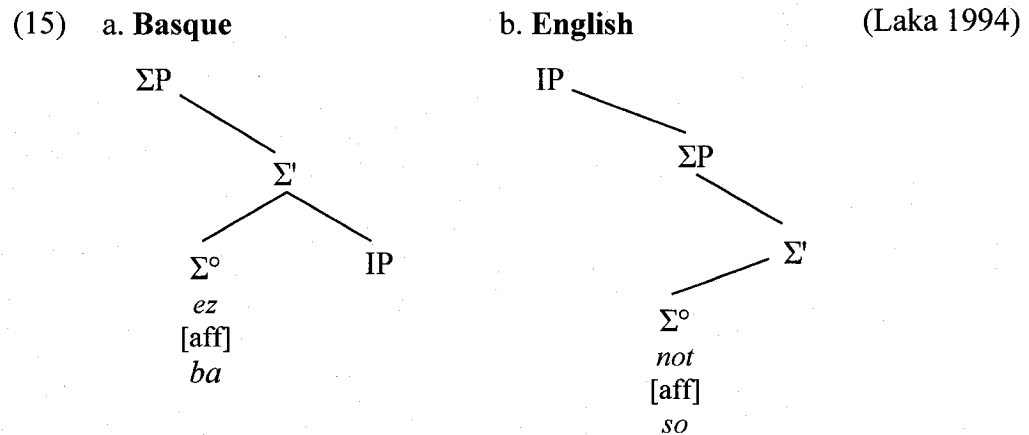 (15) a. Basque b. English (Laka 1994)
ΣP IP
ΣP
Σ'
Σ'
Σ° IP
ez
[aff]
ba
Σ°
not
[aff]
so